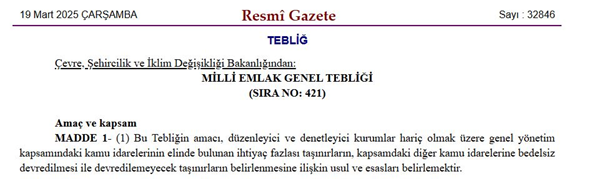 19 Mart 2025 ÇARŞAMBA
Resmî Gazete
Sayı : 32846
TEBLİĞ
Çevre, Şehircilik ve İklim Değişikliği Bakanlığından:
MİLLİ EMLAK GENEL TEBLİĞİ
(SIRA NO: 421)
Amaç ve kapsam
MADDE 1- (1) Bu Tebliğin amacı, düzenleyici ve denetleyici kurumlar hariç olmak üzere genel yönetim
kapsamındaki kamu idarelerinin elinde bulunan ihtiyaç fazlası taşınırların, kapsamdaki diğer kamu idarelerine bedelsiz
devredilmesi ile devredilemeyecek taşınırların belirlenmesine ilişkin usul ve esasları belirlemektir.